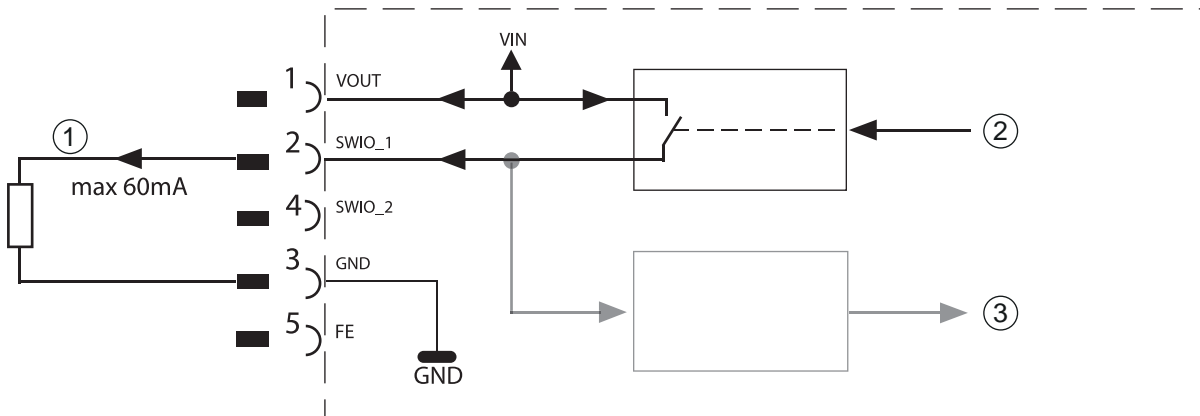 VIN
1 VOUT
①
2 SWIO_1
②
max 60mA
4 SWIO_2
3 GND
③
5 FE
GND